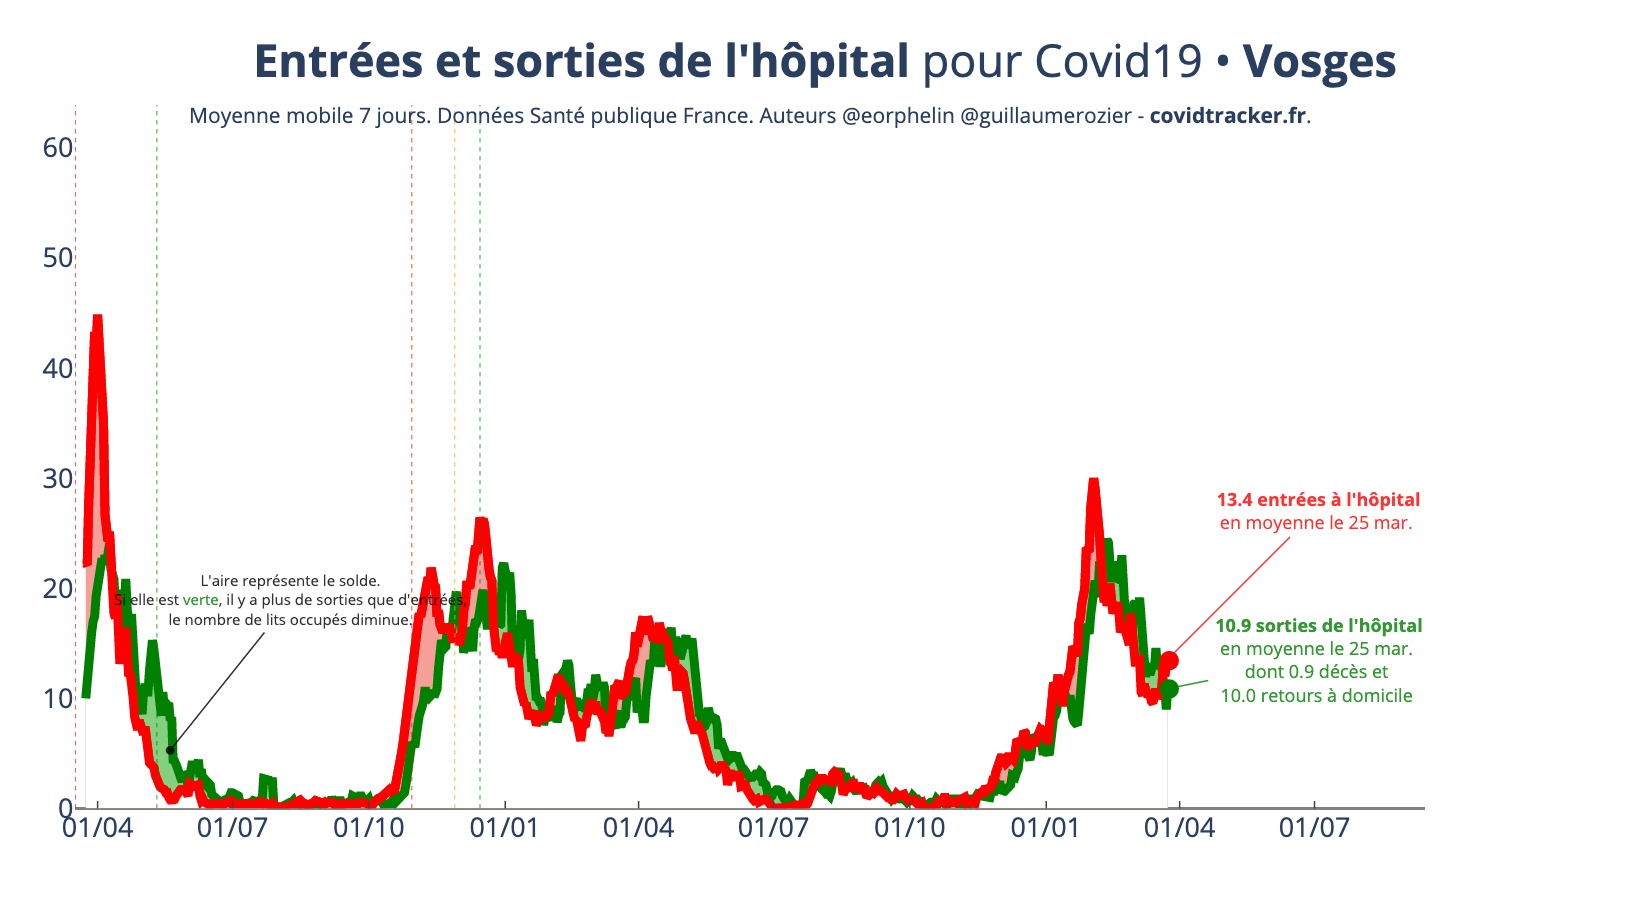 Entrées et sorties de l'hôpital pour Covid19 • Vosges
Moyenne mobile 7 jours. Données Santé publique France. Auteurs @eorphelin @guillaumerozier - covidtracker.fr.
60
50
40
30
20
10
0
L'aire représente le solde.
Si elle est verte, il y a plus de sorties que d'entrées,
le nombre de lits occupés diminue.
13.4 entrées à l'hôpital
en moyenne le 25 mar.
10.9 sorties de l'hôpital
en moyenne le 25 mar.
dont 0.9 décès et
10.0 retours à domicile
01/04 01/07 01/10 01/01 01/04 01/07 01/10 01/01 01/04 01/07